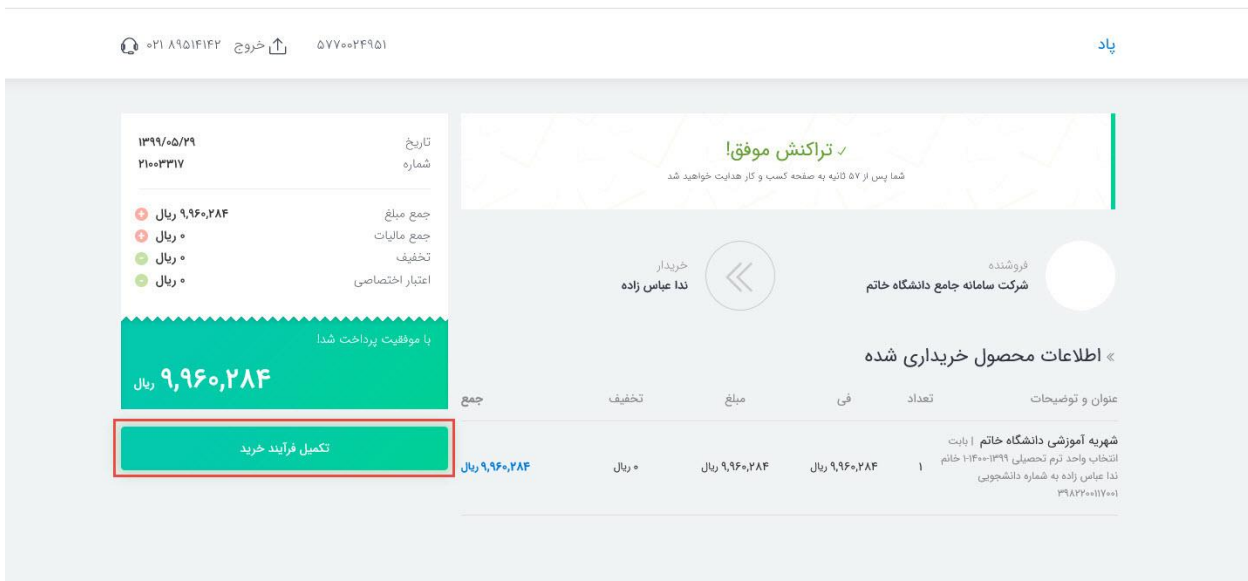 پاد
۵۷۷۰۰۲۴۹۵۱
خروج
۰۲۱ ۸۹۵۱۴۱۴۲
تراکنش موفق!
شما پس از ۵۷ ثانیه به صفحه کسب و کار هدایت خواهید شد
فروشنده
شرکت سامانه جامع دانشگاه خاتم
خریدار
ندا عباس زاده
» اطلاعات محصول خریداری شده
عنوان و توضیحات تعداد فی مبلغ تخفیف جمع
شهریه آموزشی دانشگاه خاتم | بابت
انتخاب واحد ترم تحصیلی ۱۳۹۹-۱۴۰۰-۱ خانم
ندا عباس زاده به شماره دانشجویی
۳۹۸۲۲۰۰۱۱۷۰۰۱
۱ ۹,۹۶۰,۲۸۴ ریال ۹,۹۶۰,۲۸۴ ریال ۰ ریال ۹,۹۶۰,۲۸۴ ریال
تاریخ ۱۳۹۹/۰۵/۲۹
شماره ۲۱۰۰۳۳۱۷
جمع مبلغ ۹,۹۶۰,۲۸۴ ریال
جمع مالیات ۰ ریال
تخفیف ۰ ریال
اعتبار اختصاصی ۰ ریال
با موفقیت پرداخت شد!
۹,۹۶۰,۲۸۴ ریال
تکمیل فرآیند خرید